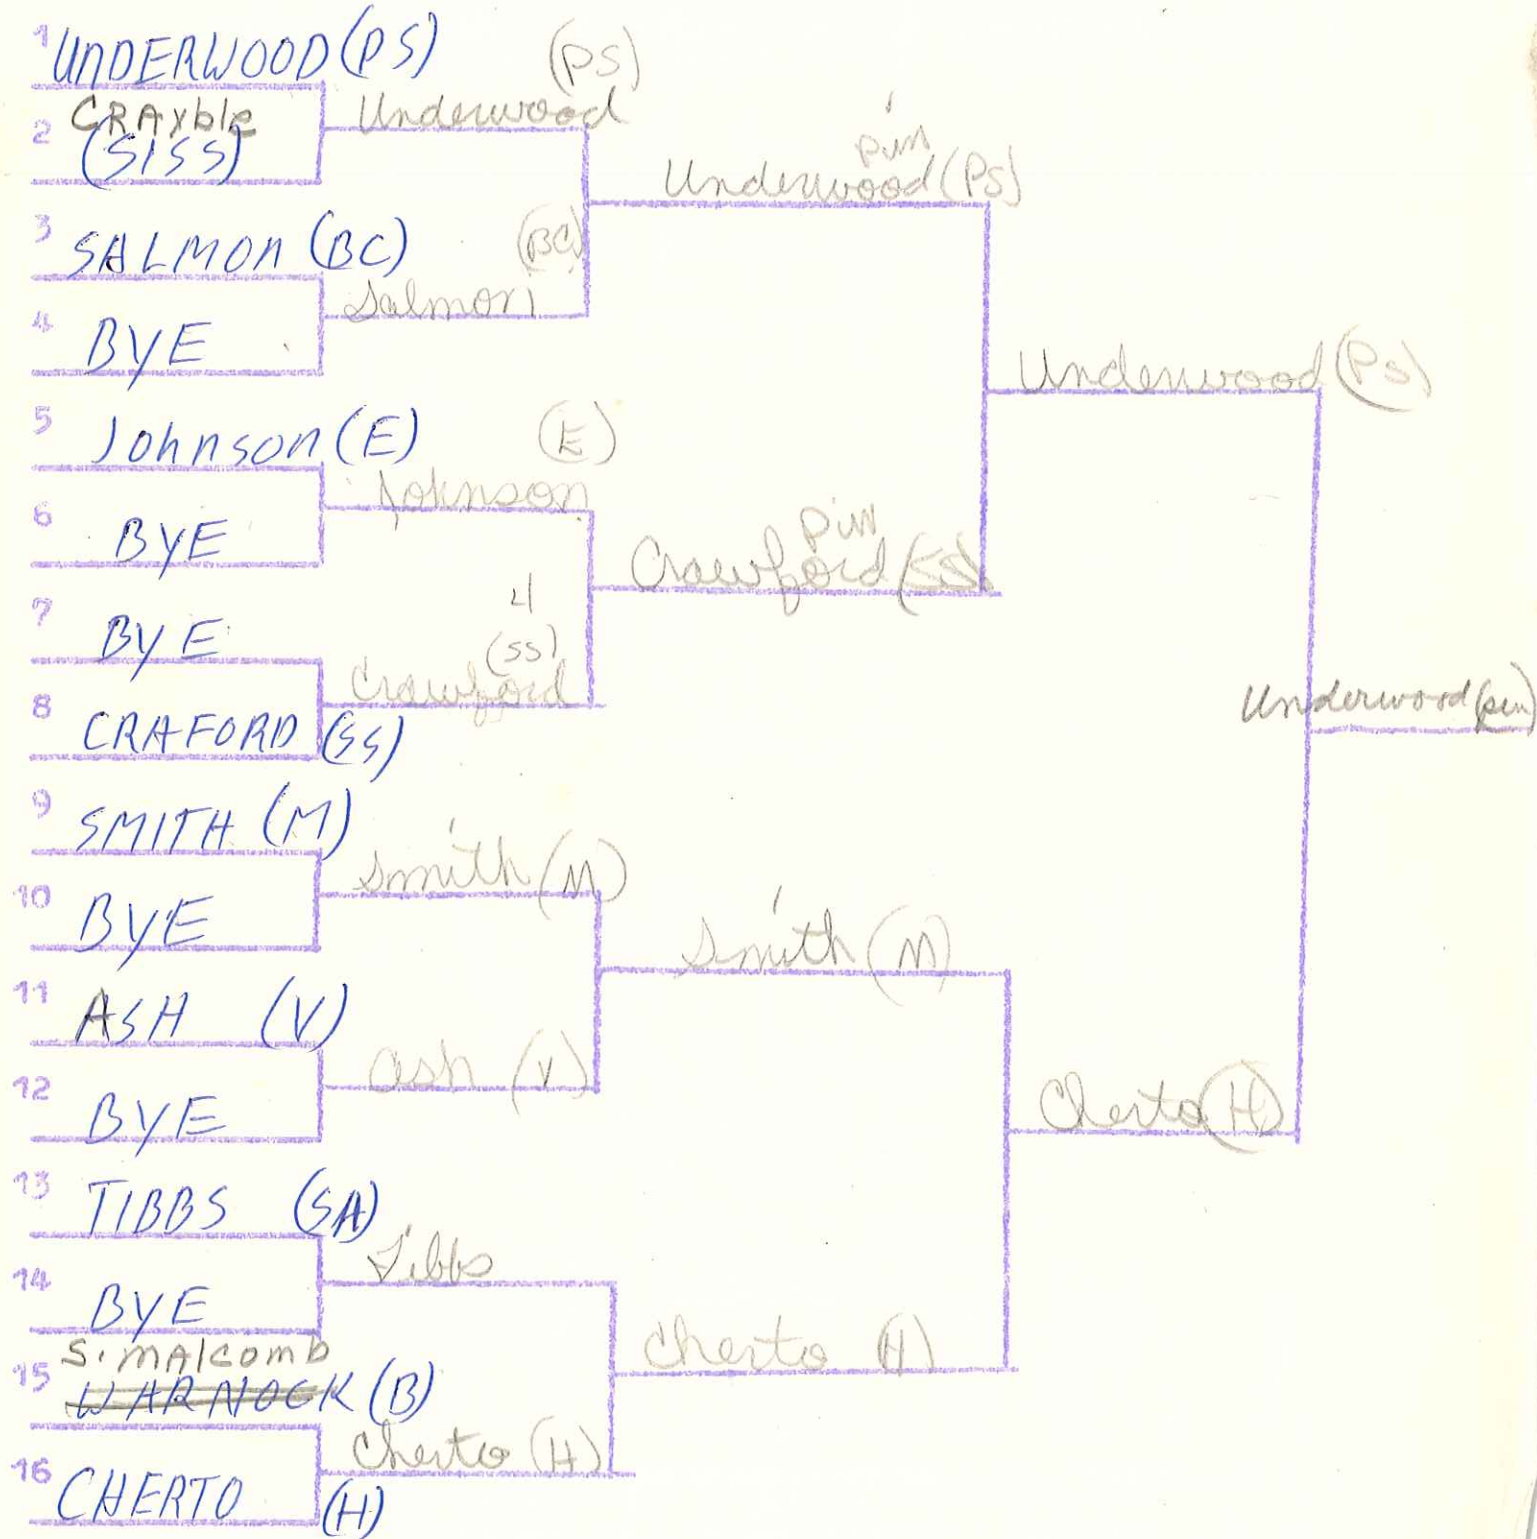 1 UNDERWOOD (PS)
2 CRAyble
(SISS)
3 SALMON (BC)
4 BYE
5 Johnson (E)
6 BYE
7 BYE
8 CRAFORD (SS)
9 SMITH (M)
10 BYE
11 ASH (V)
12 BYE
13 TIBBS (SA)
14 BYE
S. MAlcomb
15 WARNOCK (B)
16 CHERTO (H)
(PS)
Underwood
(BC)
Salmon
(E)
Johnson
4
(SS)
Crawford
Smith (M)
Ash (V)
Tibbs
Cherto (H)
pin
Underwood (PS)
pin
Crawford (SS)
Smith (M)
Cherto (H)
Underwood (PS)
Cherto (H)
Underwood (pin)